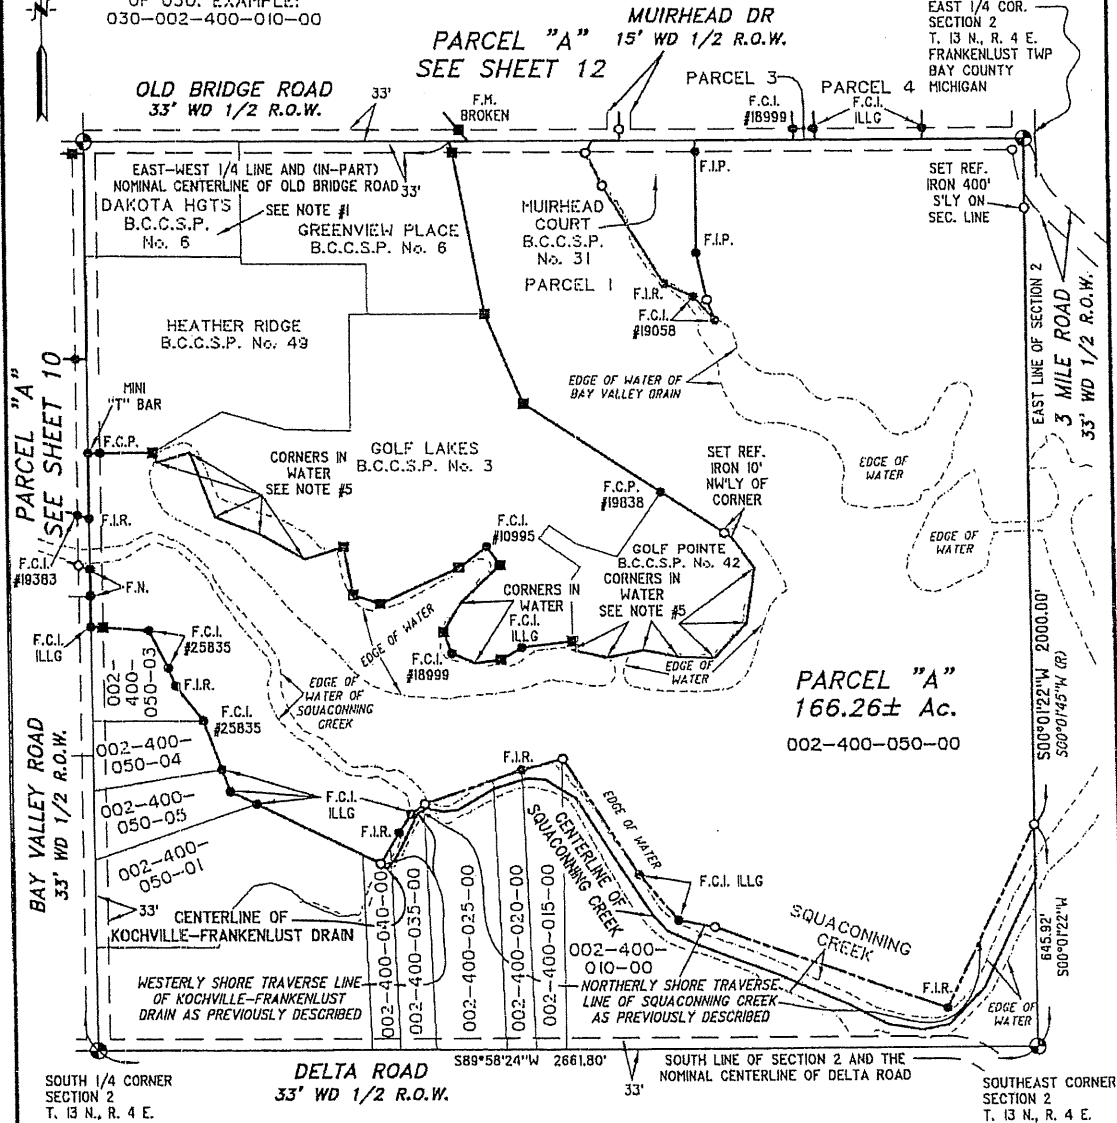 OF 030. EXAMPLE:
030-002-400-010-00
N
MUIRHEAD DR
15' WD 1/2 R.O.W.
EAST 1/4 COR.
SECTION 2
T. 13 N., R. 4 E.
FRANKENLUST TWP
BAY COUNTY
MICHIGAN
PARCEL "A"
SEE SHEET 12
OLD BRIDGE ROAD
33' WD 1/2 R.O.W.
33'
F.M.
BROKEN
PARCEL 3
F.C.I.
#18999
PARCEL 4
F.C.I.
ILLG
EAST-WEST 1/4 LINE AND (IN-PART)
NOMINAL CENTERLINE OF OLD BRIDGE ROAD
33'
F.I.P.
SET REF.
IRON 400'
S'LY ON
SEC. LINE
DAKOTA HGTS
B.C.C.S.P.
No. 6
SEE NOTE #1
GREENVIEW PLACE
B.C.C.S.P. No. 6
MUIRHEAD
COURT
B.C.C.S.P.
No. 31
F.I.P.
PARCEL 1
F.I.R.
F.C.I.
#19058
EAST LINE OF SECTION 2
3 MILE ROAD
33' WD 1/2 R.O.W.
HEATHER RIDGE
B.C.C.S.P. No. 49
PARCEL "A"
SEE SHEET 10
MINI
"T" BAR
F.C.P.
EDGE OF WATER OF
BAY VALLEY DRAIN
GOLF LAKES
B.C.C.S.P. No. 3
CORNERS IN
WATER
SEE NOTE #5
SET REF.
IRON 10'
NW'LY OF
CORNER
EDGE OF
WATER
F.C.P.
#19838
F.I.R.
F.C.I.
#10995
GOLF POINTE
B.C.C.S.P. No. 42
EDGE OF
WATER
F.C.I.
#19383
F.N.
CORNERS IN
WATER
CORNERS IN
WATER
SEE NOTE #5
F.C.I.
ILLG
F.C.I.
#25835
EDGE OF WATER
F.C.I.
ILLG
F.C.I.
#18999
EDGE OF
WATER
002-
400-
050-03
F.I.R.
EDGE OF
WATER OF
SQUACONNING
CREEK
F.C.I.
#25835
PARCEL "A"
166.26± Ac.
002-400-050-00
S00°01'22"W 2000.00'
S00°01'45"W (R)
BAY VALLEY ROAD
33' WD 1/2 R.O.W.
002-400-
050-04
002-400-
050-05
F.C.I.
ILLG
F.I.R.
F.I.R.
EDGE OF WATER
002-400-
050-01
CENTERLINE OF
SQUACONNING CREEK
F.C.I. ILLG
33'
CENTERLINE OF
KOCHVILLE-FRANKENLUST DRAIN
002-400-040-00
002-400-035-00
002-400-025-00
002-400-020-00
002-400-015-00
002-400-
010-00
SQUACONNING
CREEK
645.92'
S00°01'22"W
WESTERLY SHORE TRAVERSE LINE
OF KOCHVILLE-FRANKENLUST
DRAIN AS PREVIOUSLY DESCRIBED
NORTHERLY SHORE TRAVERSE
LINE OF SQUACONNING CREEK
AS PREVIOUSLY DESCRIBED
F.I.R.
EDGE OF
WATER
SOUTH 1/4 CORNER
SECTION 2
T. 13 N., R. 4 E.
DELTA ROAD
33' WD 1/2 R.O.W.
S89°58'24"W 2661.80'
33'
SOUTH LINE OF SECTION 2 AND THE
NOMINAL CENTERLINE OF DELTA ROAD
SOUTHEAST CORNER
SECTION 2
T. 13 N., R. 4 E.